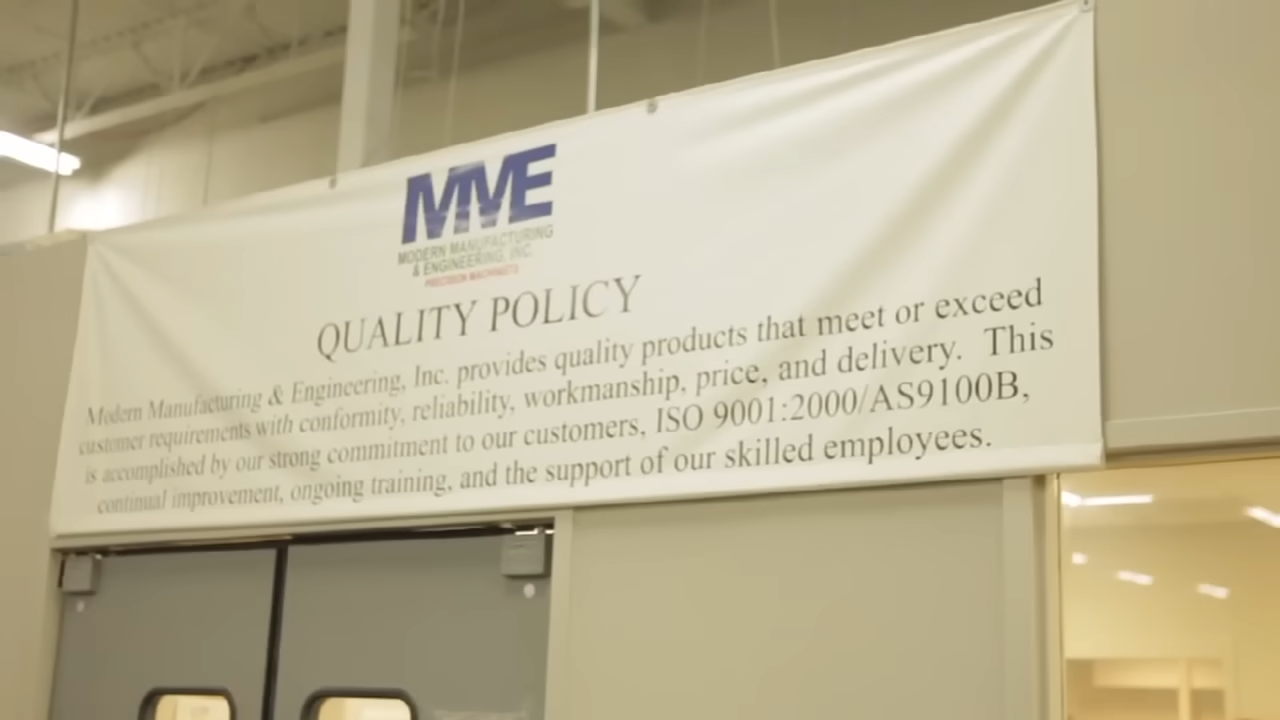 MME
MODERN MANUFACTURING
& ENGINEERING, INC.
PRECISION MACHINISTS
QUALITY POLICY
Modern Manufacturing & Engineering, Inc. provides quality products that meet or exceed
customer requirements with conformity, reliability, workmanship, price, and delivery. This
is accomplished by our strong commitment to our customers, ISO 9001:2000/AS9100B,
continual improvement, ongoing training, and the support of our skilled employees.